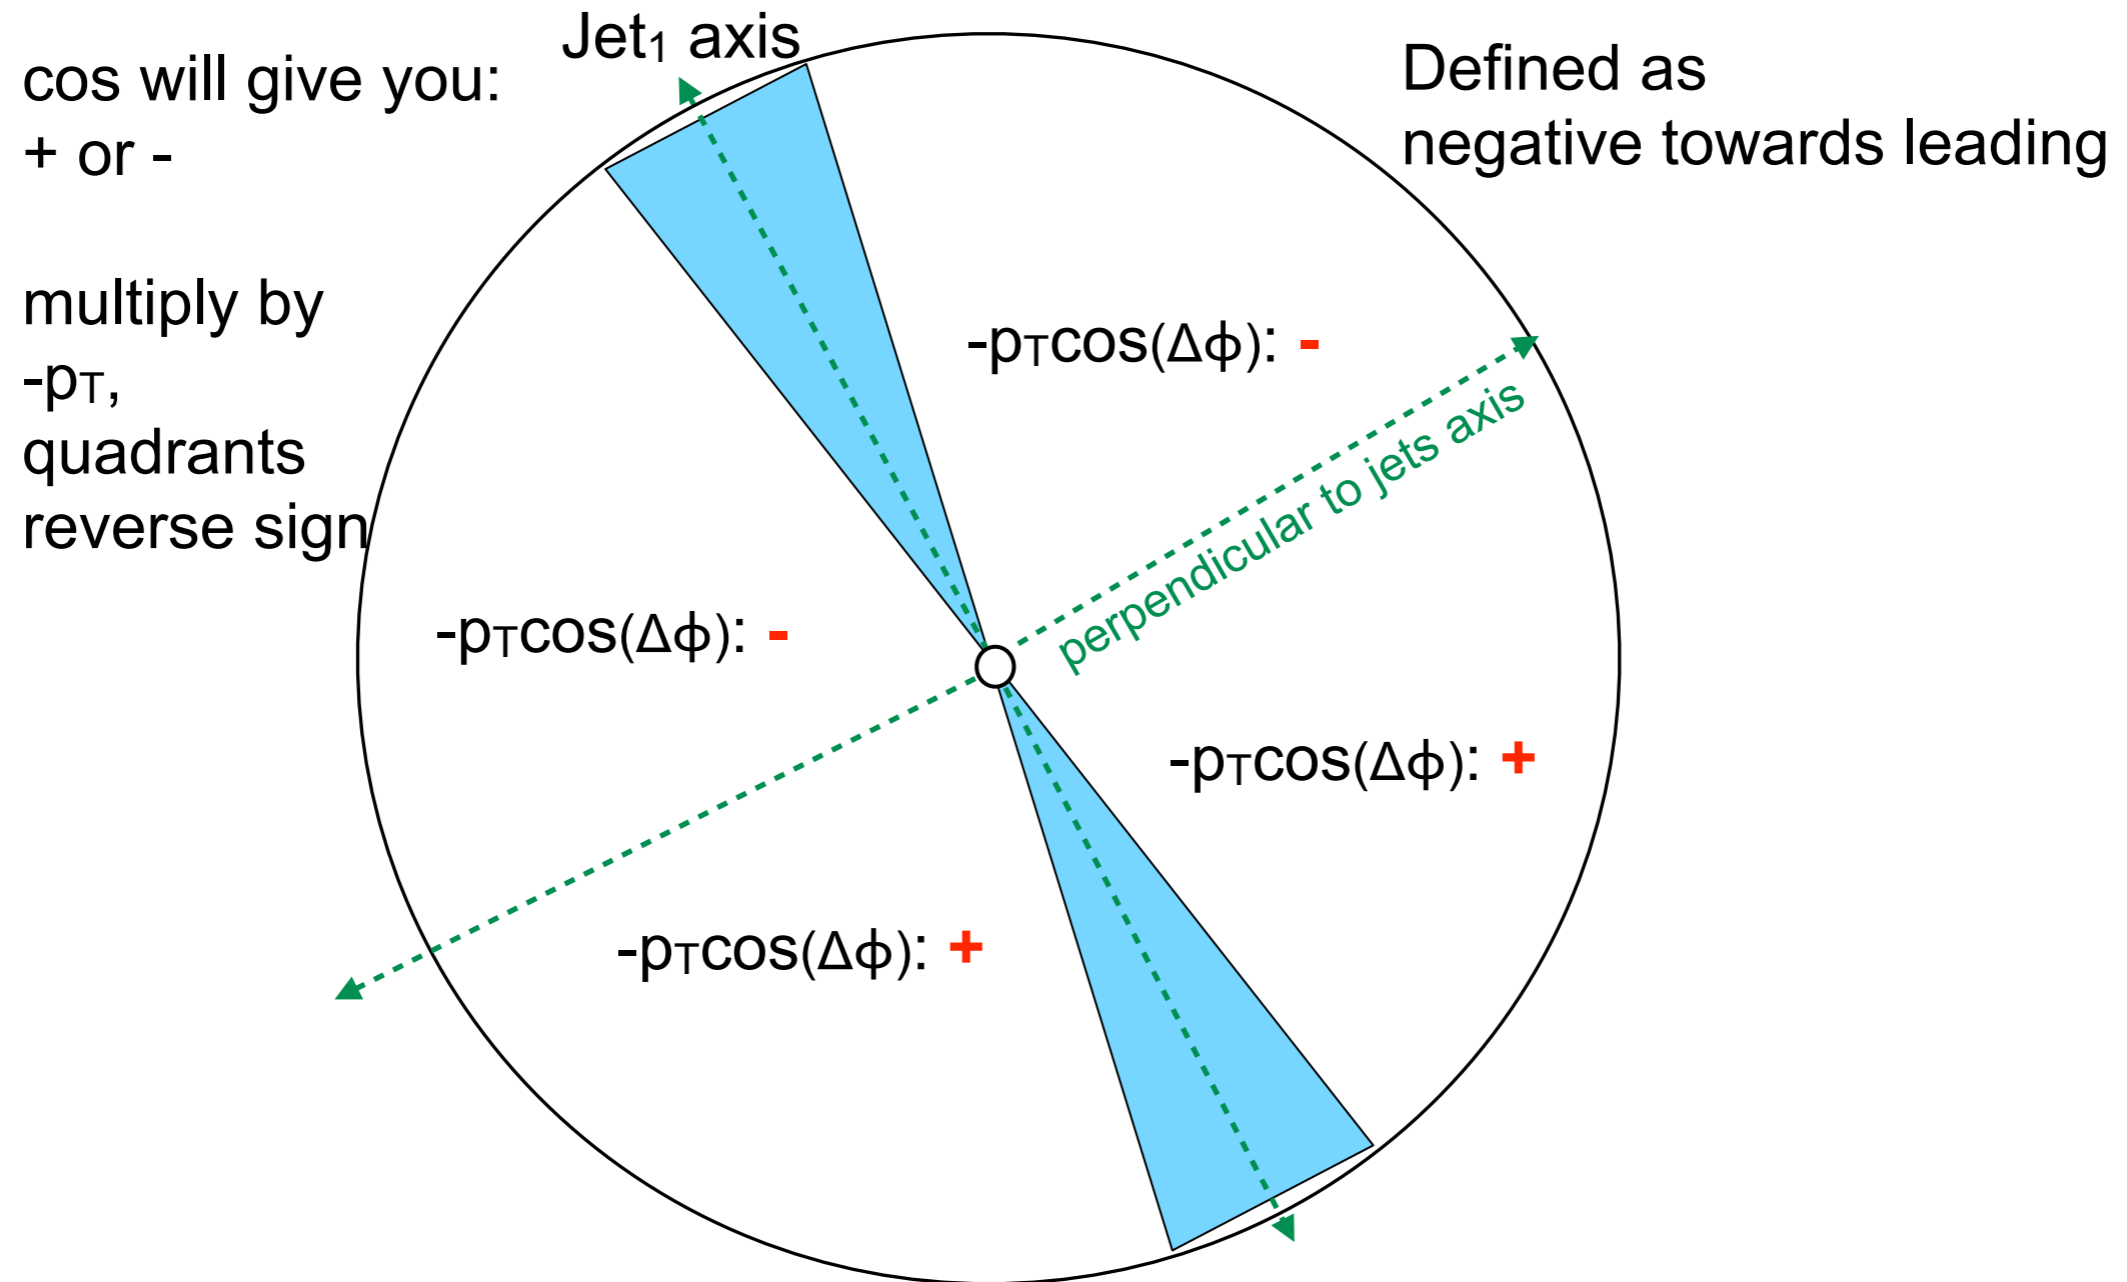 cos will give you:
+ or -
multiply by
-pT,
quadrants
reverse sign
Jet1 axis
Defined as
negative towards leading
-pTcos(Δϕ): -
perpendicular to jets axis
-pTcos(Δϕ): -
-pTcos(Δϕ): +
-pTcos(Δϕ): +